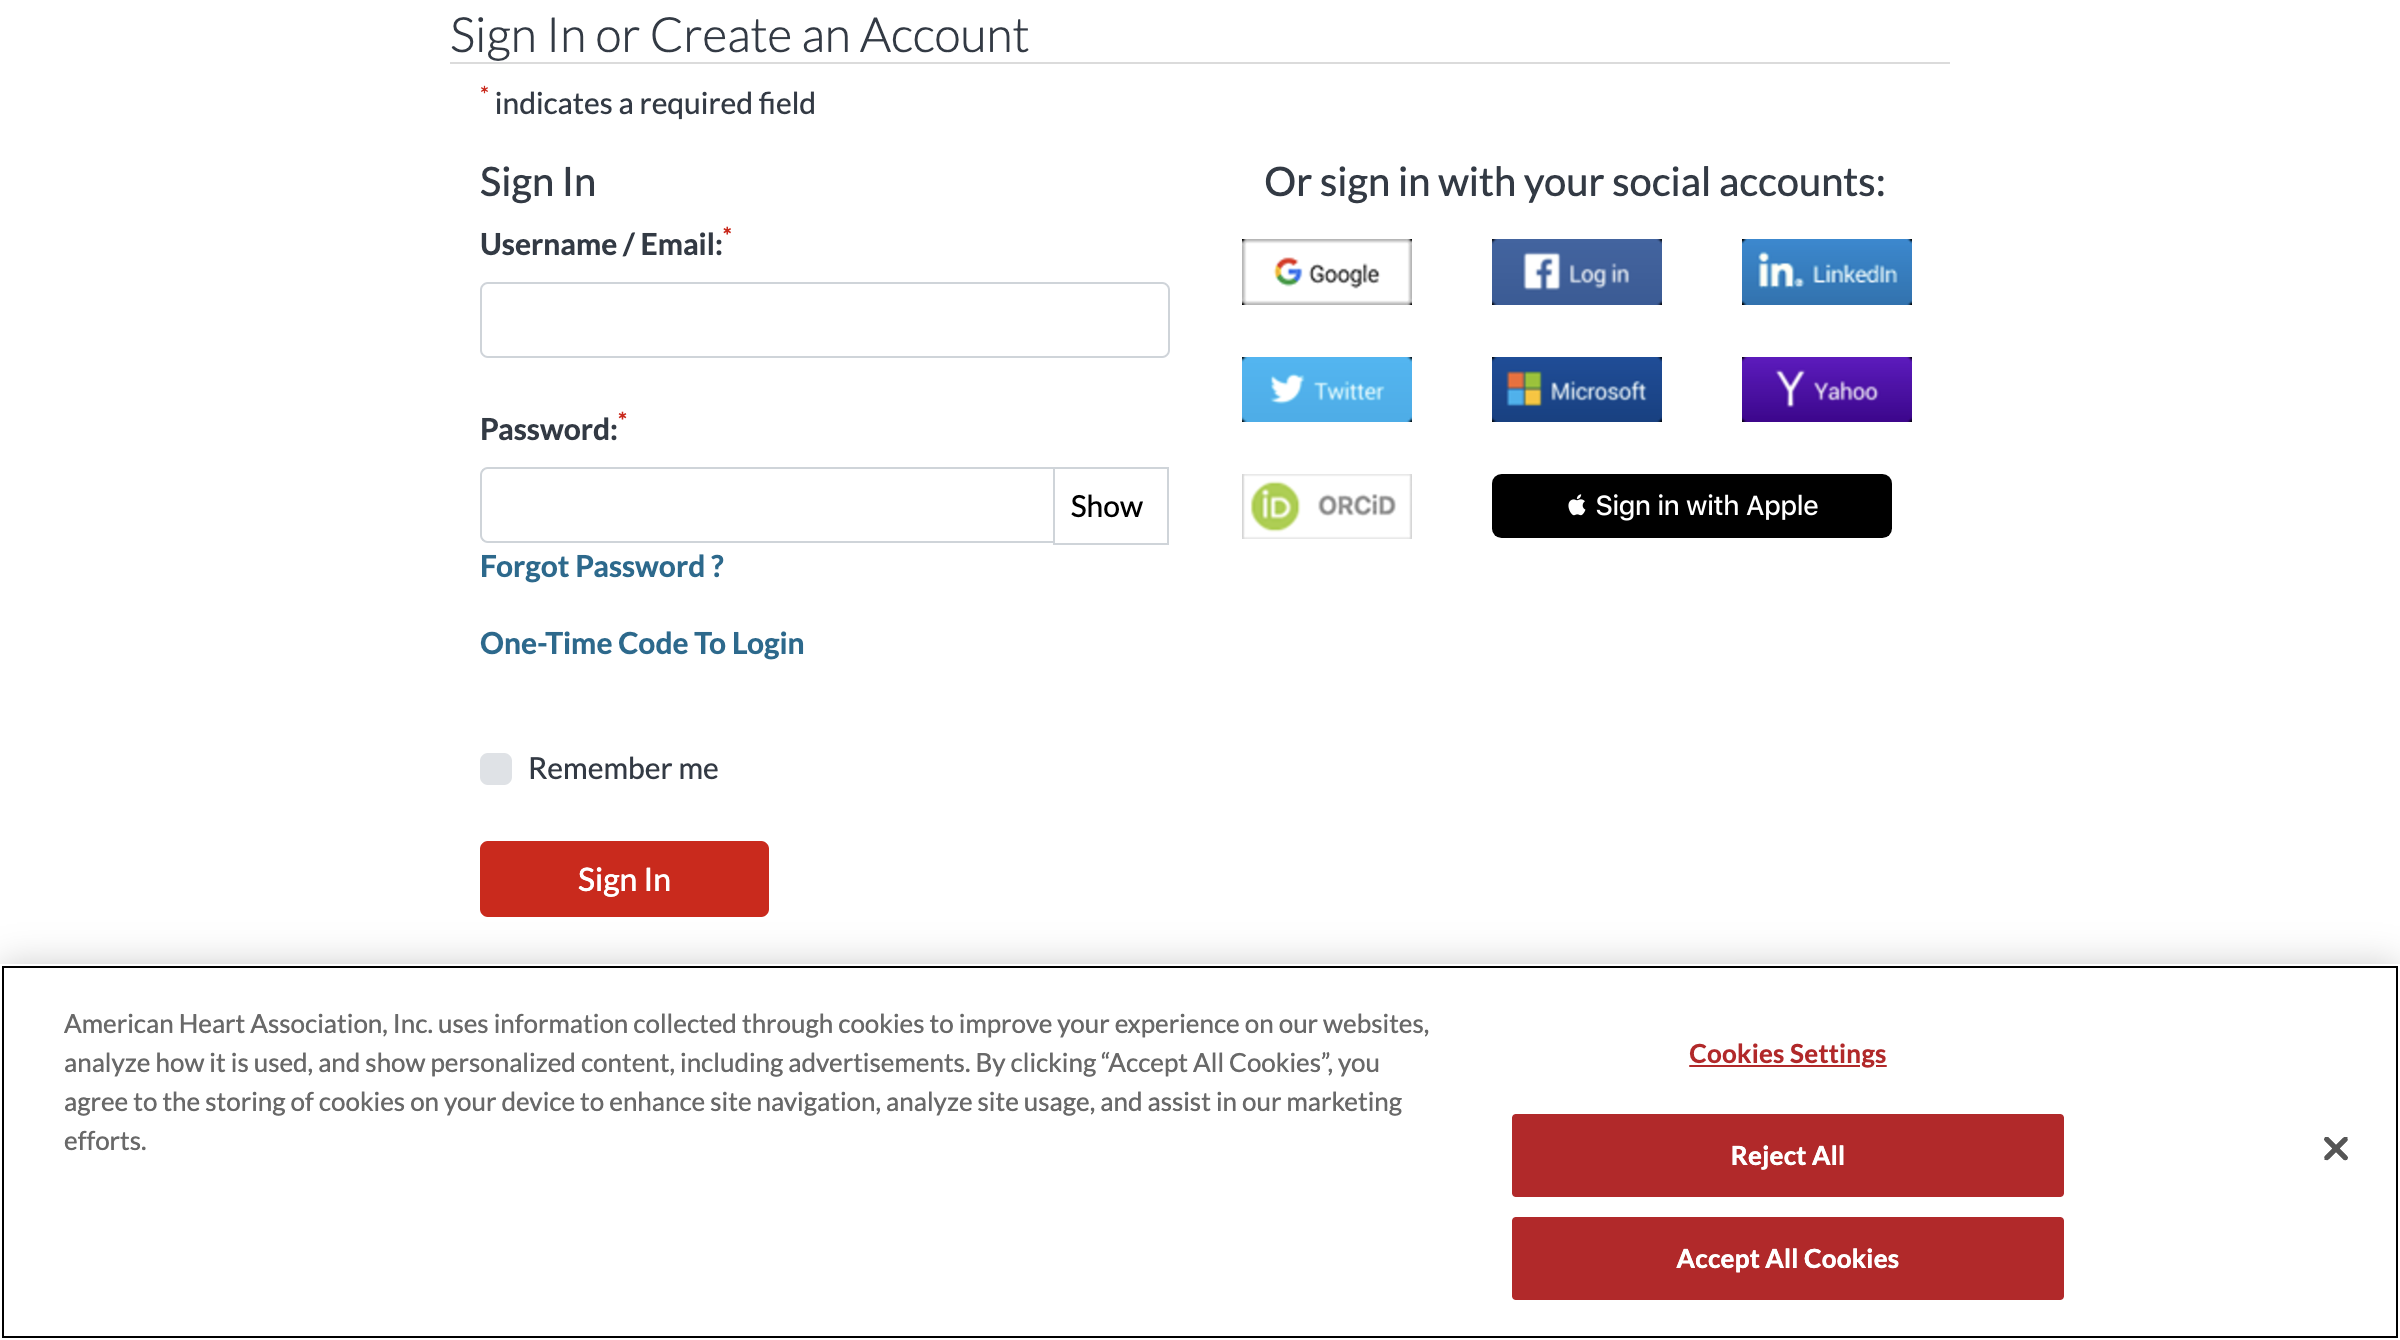 Sign In or Create an Account
* indicates a required field
Sign In
Username / Email:*
Password:*
Show
Forgot Password ?
One-Time Code To Login
Remember me
Sign In
Or sign in with your social accounts:
Google
Log in
LinkedIn
Twitter
Microsoft
Yahoo
ORCiD
Sign in with Apple
American Heart Association, Inc. uses information collected through cookies to improve your experience on our websites,
analyze how it is used, and show personalized content, including advertisements. By clicking “Accept All Cookies”, you
agree to the storing of cookies on your device to enhance site navigation, analyze site usage, and assist in our marketing
efforts.
Cookies Settings
Reject All
Accept All Cookies